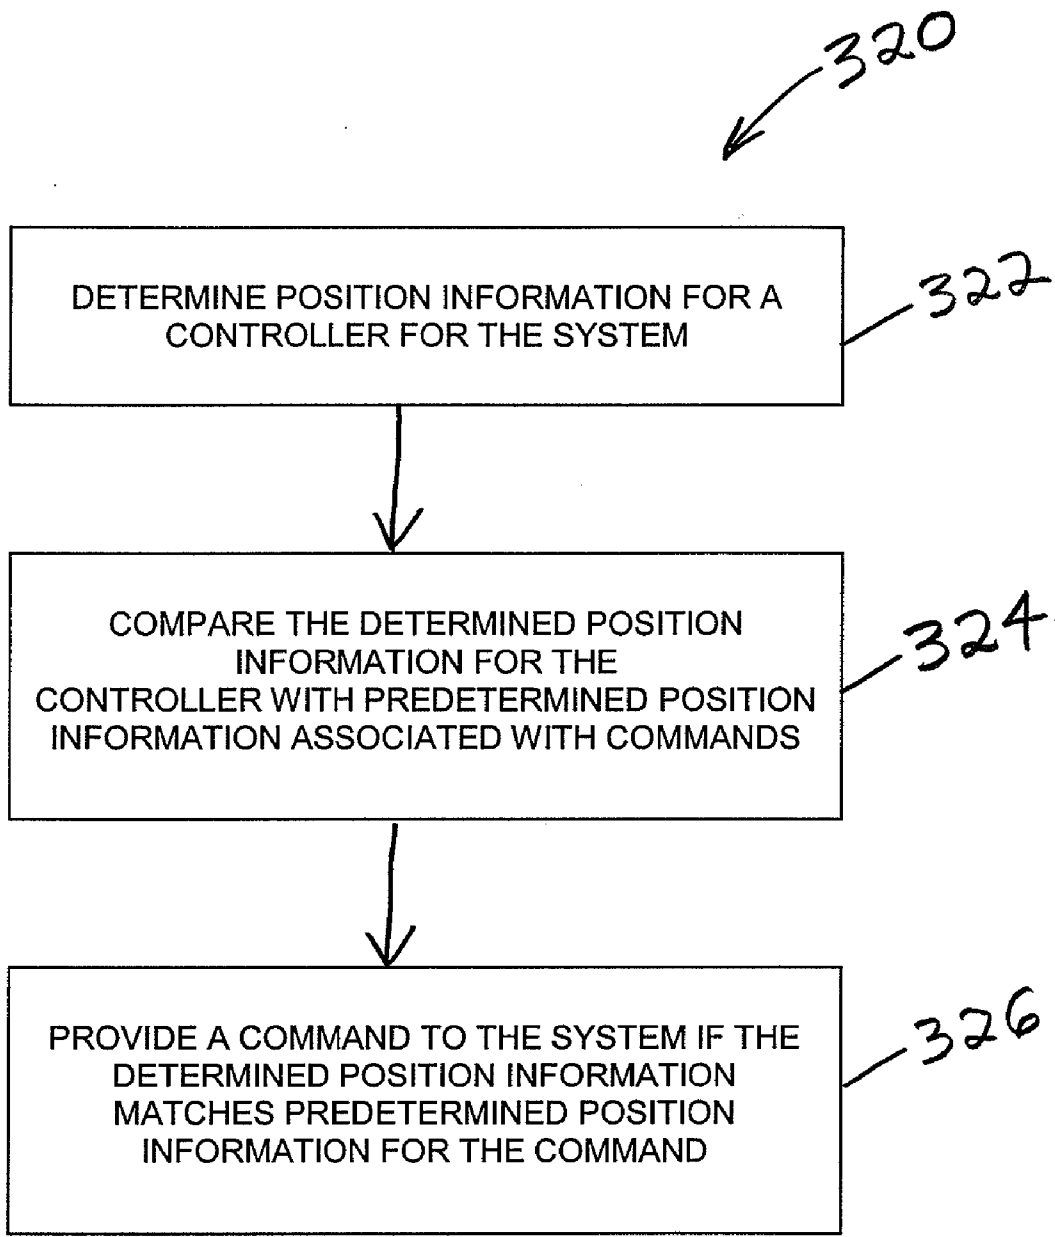 320
DETERMINE POSITION INFORMATION FOR A
CONTROLLER FOR THE SYSTEM
322
COMPARE THE DETERMINED POSITION
INFORMATION FOR THE
CONTROLLER WITH PREDETERMINED POSITION
INFORMATION ASSOCIATED WITH COMMANDS
324
PROVIDE A COMMAND TO THE SYSTEM IF THE
DETERMINED POSITION INFORMATION
MATCHES PREDETERMINED POSITION
INFORMATION FOR THE COMMAND
326